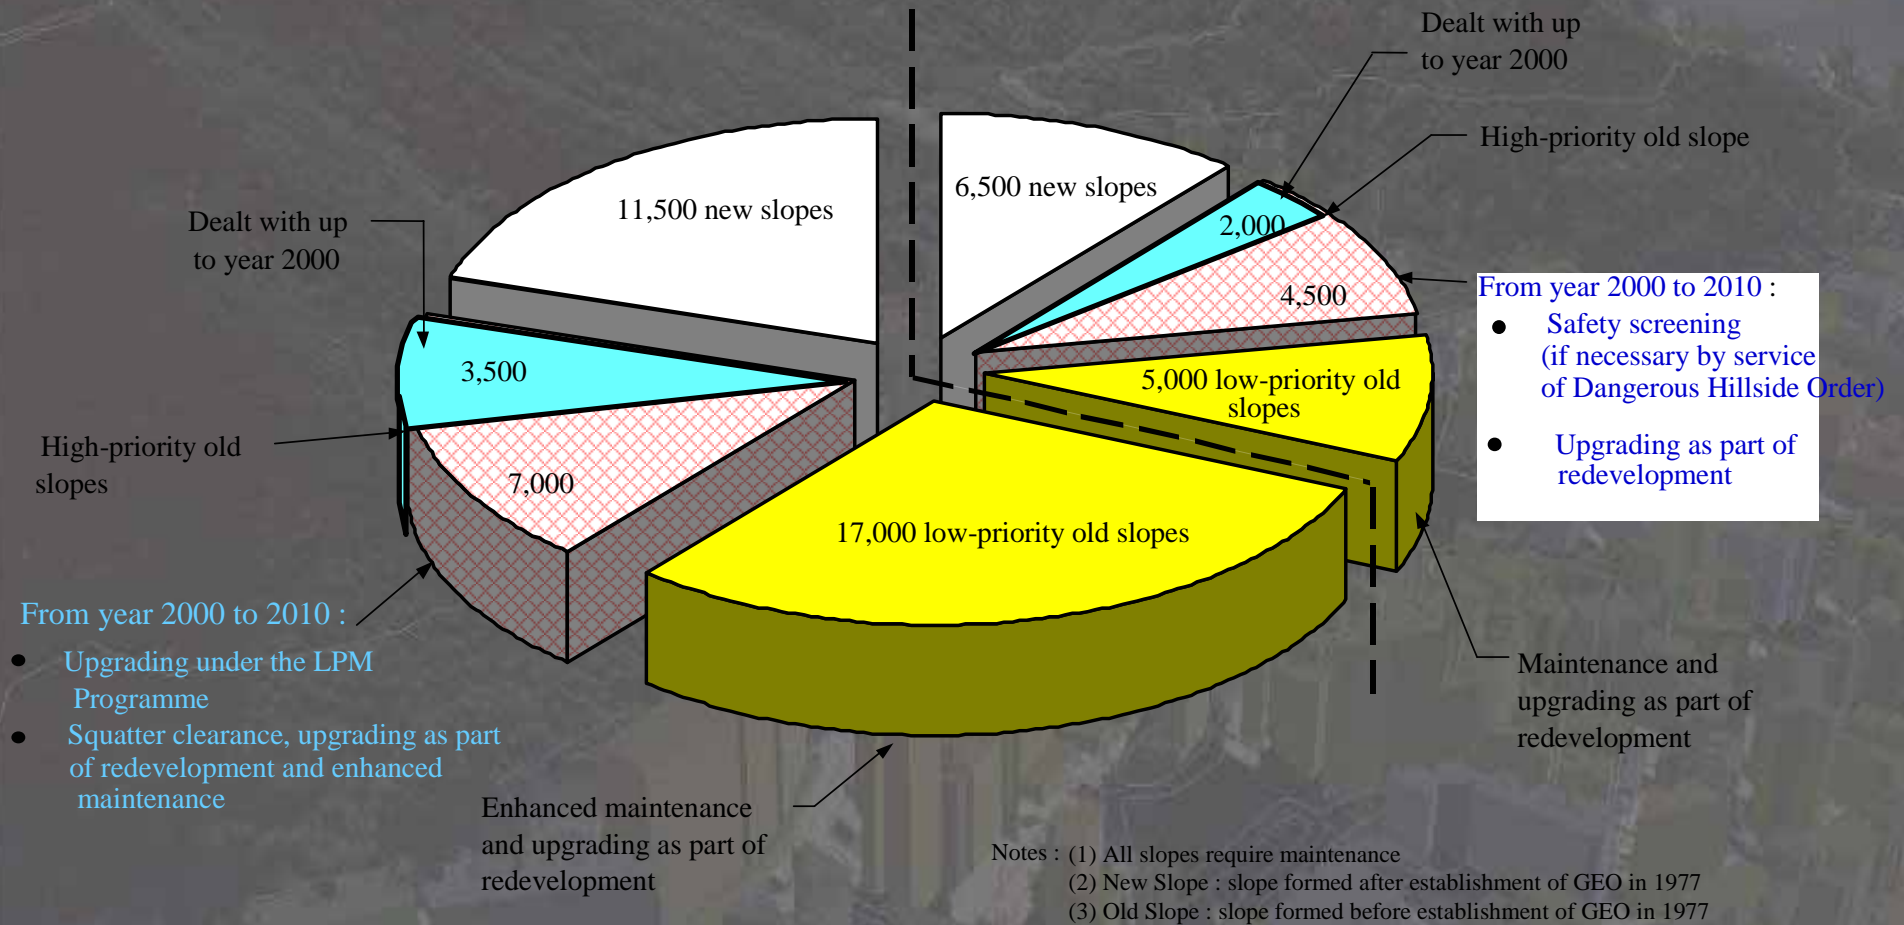 Dealt with up
to year 2000
High-priority old slope
6,500 new slopes
11,500 new slopes
2,000
Dealt with up
to year 2000
4,500
From year 2000 to 2010 :
● Safety screening
(if necessary by service
of Dangerous Hillside Order)
● Upgrading as part of
redevelopment
3,500
5,000 low-priority old
slopes
High-priority old
slopes
7,000
17,000 low-priority old slopes
From year 2000 to 2010 :
● Upgrading under the LPM
Programme
● Squatter clearance, upgrading as part
of redevelopment and enhanced
maintenance
Maintenance and
upgrading as part of
redevelopment
Enhanced maintenance
and upgrading as part of
redevelopment
Notes : (1) All slopes require maintenance
(2) New Slope : slope formed after establishment of GEO in 1977
(3) Old Slope : slope formed before establishment of GEO in 1977